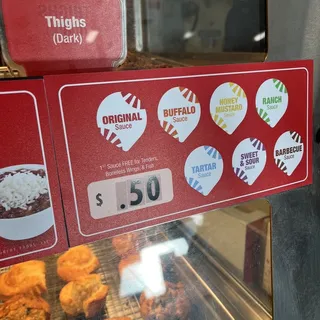 Thighs
(Dark)
ORIGINAL
Sauce
BUFFALO
Sauce
HONEY
MUSTARD
Sauce
RANCH
Sauce
TARTAR
Sauce
SWEET
& SOUR
Sauce
BARBECUE
Sauce
1st Sauce FREE for Tenders,
Boneless Wings, & Fish
$ .50